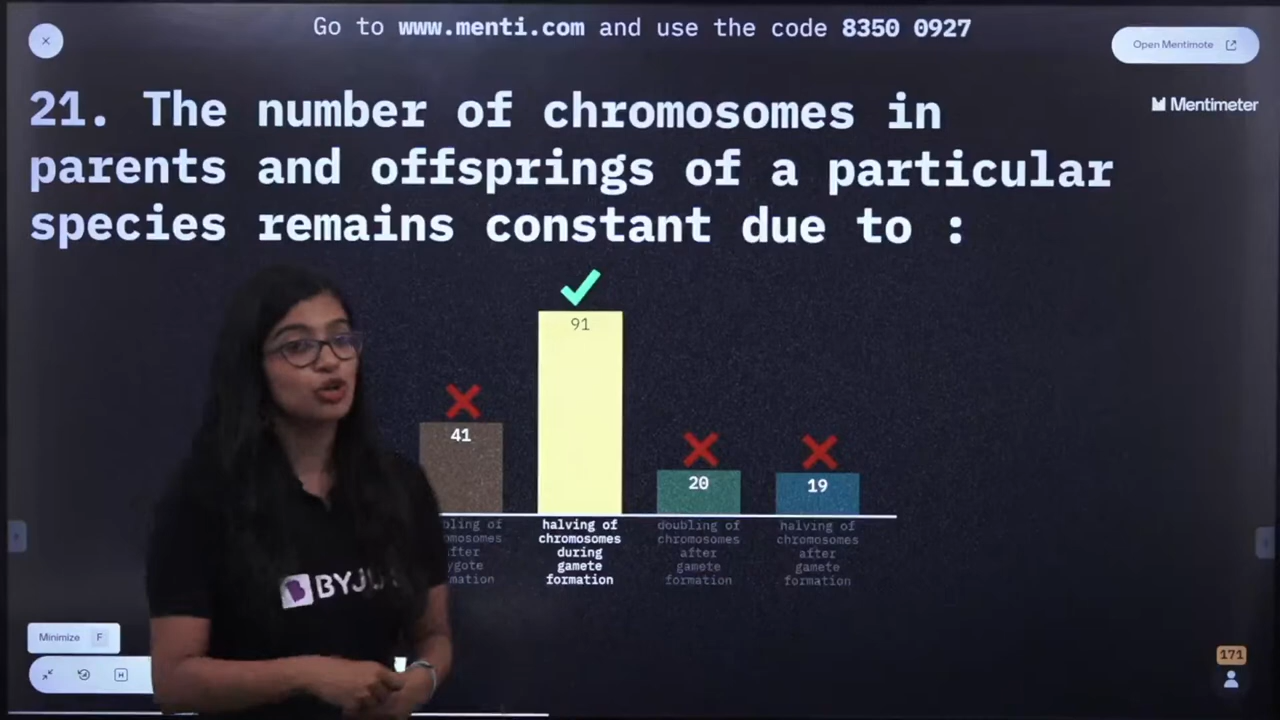 Go to www.menti.com and use the code 8350 0927
Open Mentimote
Mentimeter
21. The number of chromosomes in
parents and offsprings of a particular
species remains constant due to :
41
91
20
19
halving of
chromosomes
during
gamete
formation
doubling of
chromosomes
after
gamete
formation
halving of
chromosomes
after
gamete
formation
BYJU
Minimize F
H
171